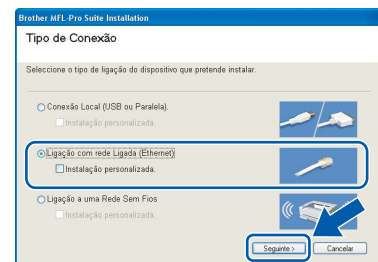 Brother MFL-Pro Suite Installation
Tipo de Conexão
Seleccione o tipo de ligação do dispositivo que pretende instalar.
Conexão Local (USB ou Paralela).
Instalação personalizada.
Ligação com rede Ligada (Ethernet)
Instalação personalizada.
Ligação a uma Rede Sem Fios
Instalação personalizada.
Seguinte > Cancelar